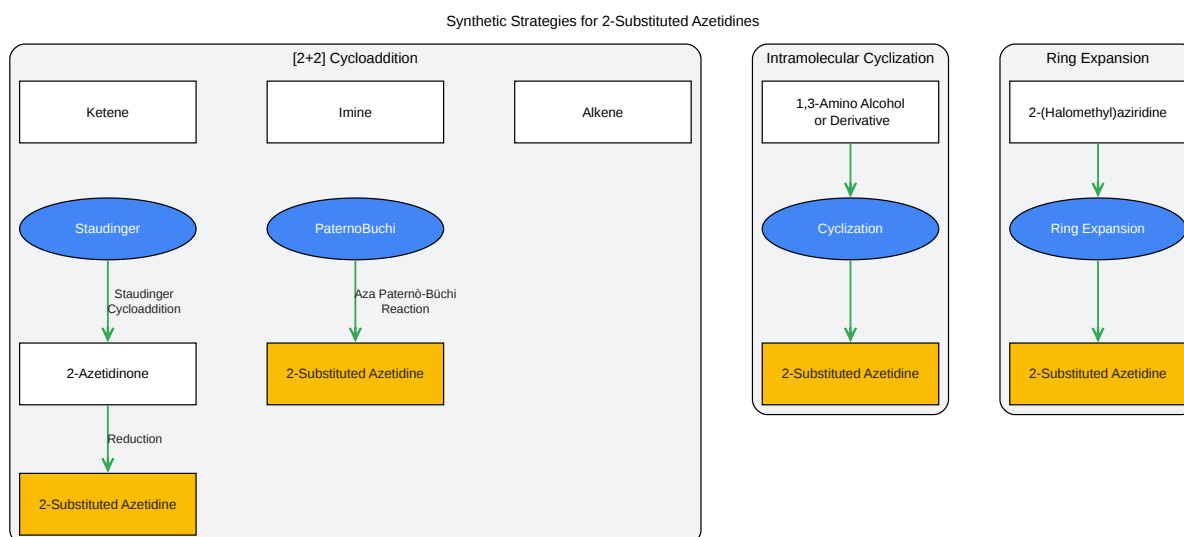 Synthetic Strategies for 2-Substituted Azetidines
[2+2] Cycloaddition
Ketene
Imine
Alkene
Staudinger
PaternoBuchi
Staudinger
Cycloaddition
Aza Paternò-Büchi
Reaction
2-Azetidinone
2-Substituted Azetidine
Reduction
2-Substituted Azetidine
Intramolecular Cyclization
1,3-Amino Alcohol
or Derivative
Cyclization
2-Substituted Azetidine
Ring Expansion
2-(Halomethyl)aziridine
Ring Expansion
2-Substituted Azetidine